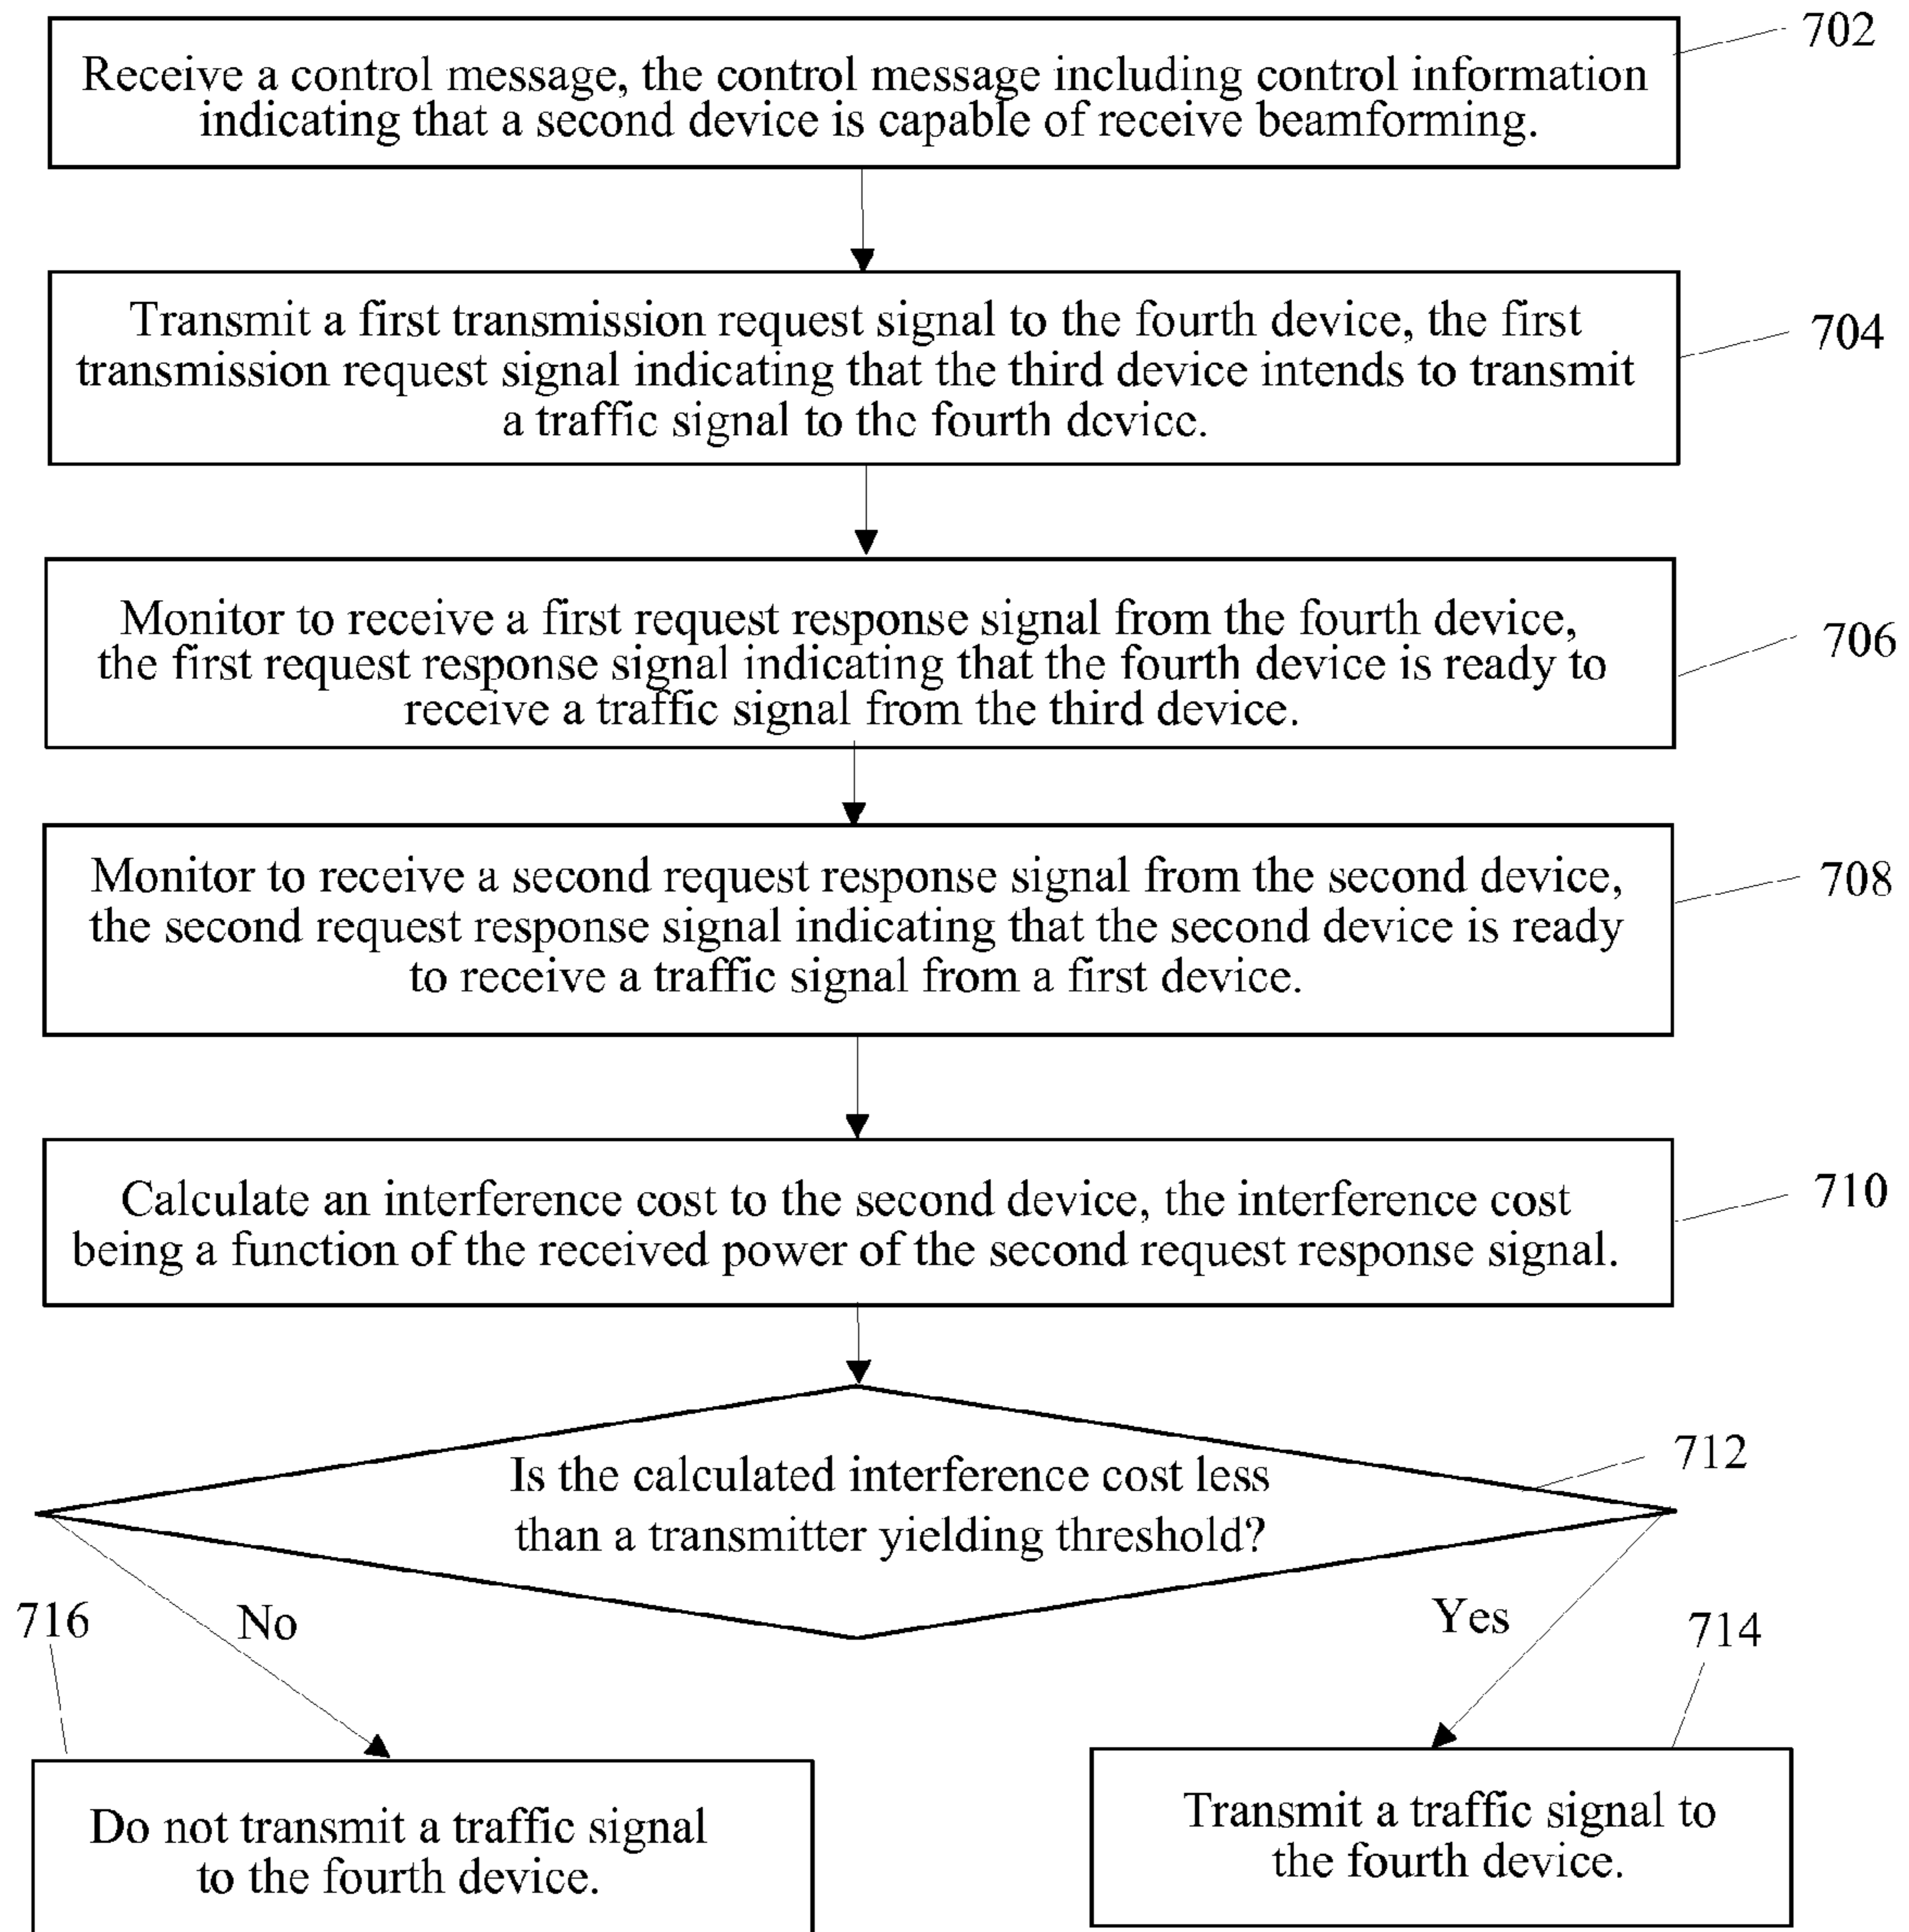 702
Receive a control message, the control message including control information
indicating that a second device is capable of receive beamforming.
Transmit a first transmission request signal to the fourth device, the first
transmission request signal indicating that the third device intends to transmit
a traffic signal to the fourth device.
704
Monitor to receive a first request response signal from the fourth device,
the first request response signal indicating that the fourth device is ready to
receive a traffic signal from the third device.
706
Monitor to receive a second request response signal from the second device,
the second request response signal indicating that the second device is ready
to receive a traffic signal from a first device.
708
Calculate an interference cost to the second device, the interference cost
being a function of the received power of the second request response signal.
710
Is the calculated interference cost less
than a transmitter yielding threshold?
712
716
No
Yes
714
Do not transmit a traffic signal
to the fourth device.
Transmit a traffic signal to
the fourth device.